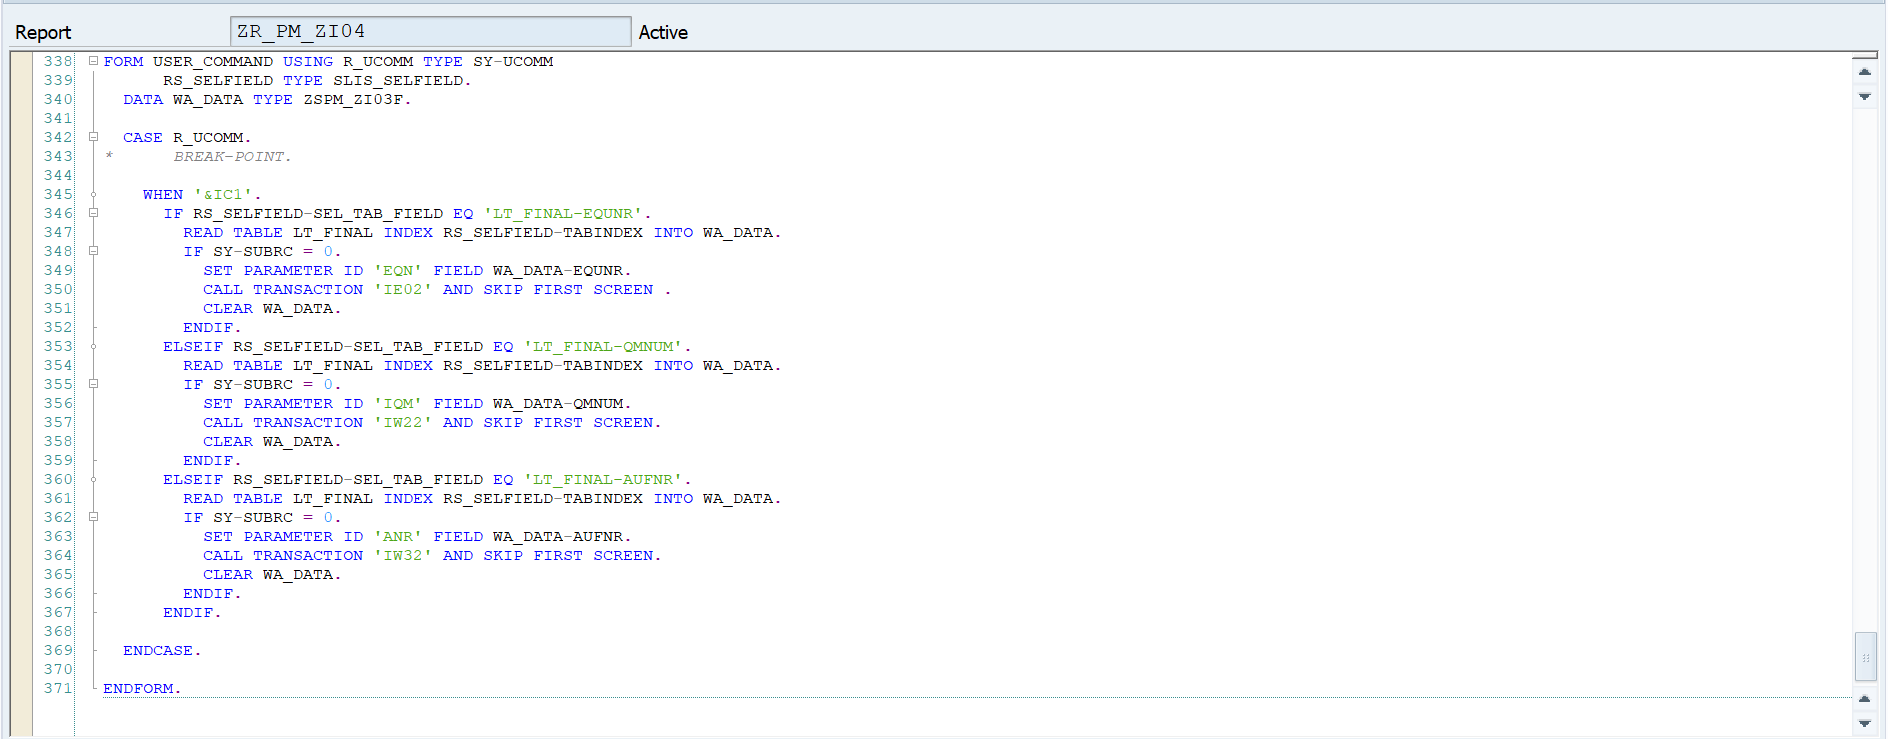 Report ZR_PM_ZI04 Active
338 FORM USER_COMMAND USING R_UCOMM TYPE SY-UCOMM
339 RS_SELFIELD TYPE SLIS_SELFIELD.
340 DATA WA_DATA TYPE ZSPM_ZI03F.
341
342 CASE R_UCOMM.
343 * BREAK-POINT.
344
345 WHEN '&IC1'.
346 IF RS_SELFIELD-SEL_TAB_FIELD EQ 'LT_FINAL-EQUNR'.
347 READ TABLE LT_FINAL INDEX RS_SELFIELD-TABINDEX INTO WA_DATA.
348 IF SY-SUBRC = 0.
349 SET PARAMETER ID 'EQN' FIELD WA_DATA-EQUNR.
350 CALL TRANSACTION 'IE02' AND SKIP FIRST SCREEN .
351 CLEAR WA_DATA.
352 ENDIF.
353 ELSEIF RS_SELFIELD-SEL_TAB_FIELD EQ 'LT_FINAL-QMNUM'.
354 READ TABLE LT_FINAL INDEX RS_SELFIELD-TABINDEX INTO WA_DATA.
355 IF SY-SUBRC = 0.
356 SET PARAMETER ID 'IQM' FIELD WA_DATA-QMNUM.
357 CALL TRANSACTION 'IW22' AND SKIP FIRST SCREEN.
358 CLEAR WA_DATA.
359 ENDIF.
360 ELSEIF RS_SELFIELD-SEL_TAB_FIELD EQ 'LT_FINAL-AUFNR'.
361 READ TABLE LT_FINAL INDEX RS_SELFIELD-TABINDEX INTO WA_DATA.
362 IF SY-SUBRC = 0.
363 SET PARAMETER ID 'ANR' FIELD WA_DATA-AUFNR.
364 CALL TRANSACTION 'IW32' AND SKIP FIRST SCREEN.
365 CLEAR WA_DATA.
366 ENDIF.
367 ENDIF.
368
369 ENDCASE.
370
371 ENDFORM.